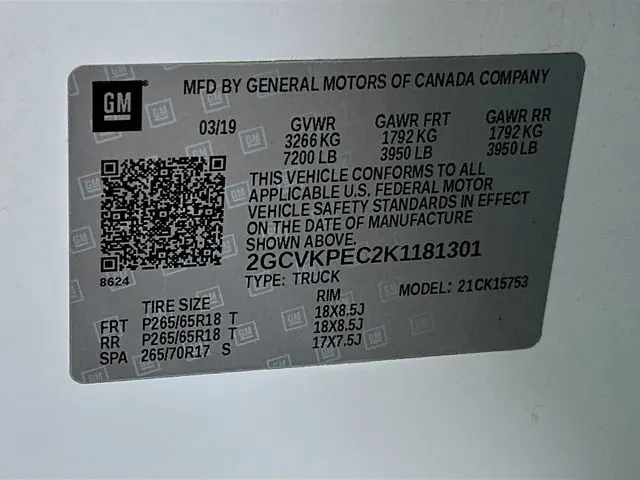 GM
MFD BY GENERAL MOTORS OF CANADA COMPANY
03/19 GVWR GAWR FRT GAWR RR
3266 KG 1792 KG 1792 KG
7200 LB 3950 LB 3950 LB
THIS VEHICLE CONFORMS TO ALL
APPLICABLE U.S. FEDERAL MOTOR
VEHICLE SAFETY STANDARDS IN EFFECT
ON THE DATE OF MANUFACTURE
SHOWN ABOVE.
2GCVKPEC2K1181301
8624 TYPE: TRUCK MODEL: 21CK15753
TIRE SIZE RIM
FRT P265/65R18 T 18X8.5J
RR P265/65R18 T 18X8.5J
SPA 265/70R17 S 17X7.5J